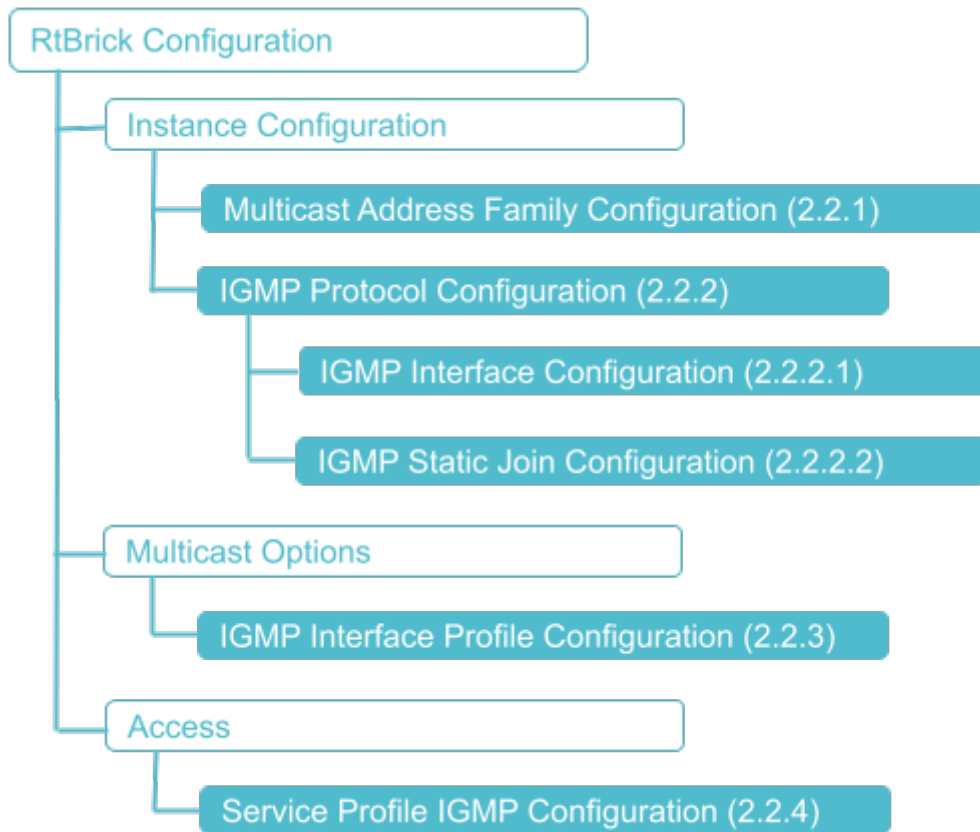 RtBrick Configuration
Instance Configuration
Multicast Address Family Configuration (2.2.1)
IGMP Protocol Configuration (2.2.2)
IGMP Interface Configuration (2.2.2.1)
IGMP Static Join Configuration (2.2.2.2)
Multicast Options
IGMP Interface Profile Configuration (2.2.3)
Access
Service Profile IGMP Configuration (2.2.4)